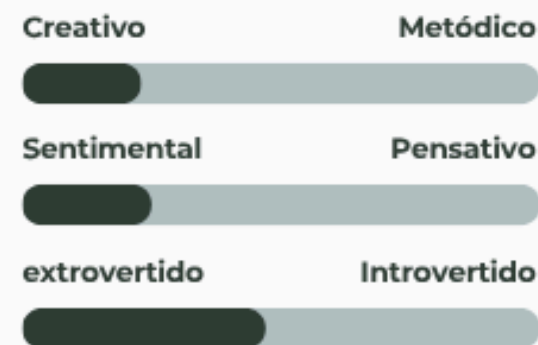 Creativo Metódico
Sentimental Pensativo
extrovertido Introvertido